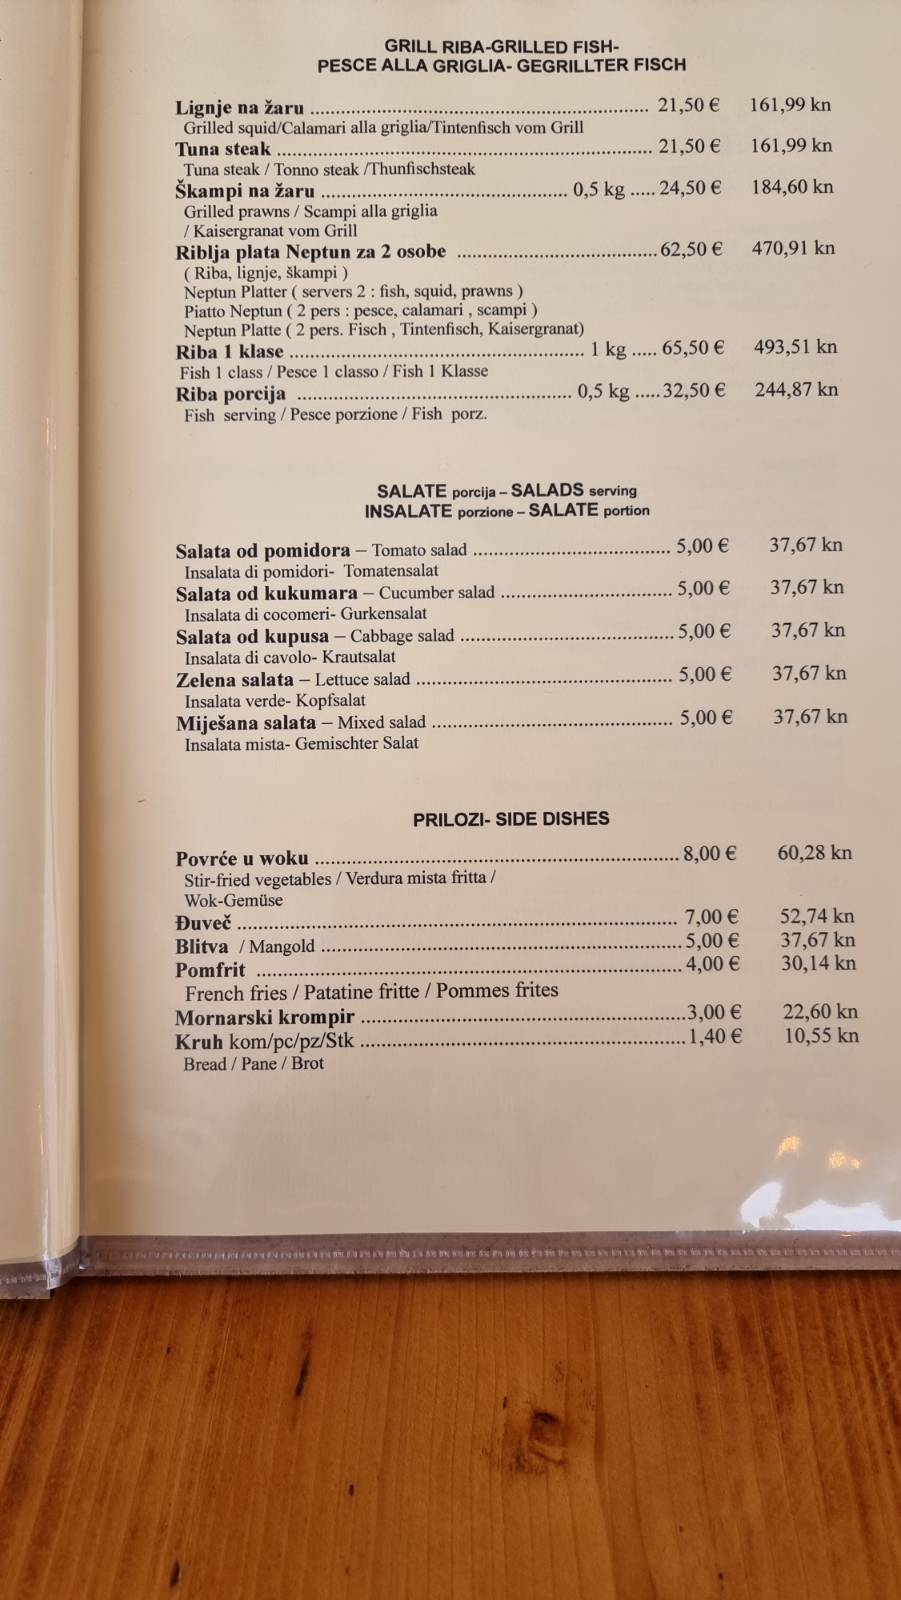 GRILL RIBA-GRILLED FISH-
PESCE ALLA GRIGLIA- GEGRILLTER FISCH
Lignje na žaru ........ 21,50 € 161,99 kn
Grilled squid/Calamari alla griglia/Tintenfisch vom Grill
Tuna steak ........ 21,50 € 161,99 kn
Tuna steak / Tonno steak /Thunfischsteak
Škampi na žaru ........ 0,5 kg ..... 24,50 € 184,60 kn
Grilled prawns / Scampi alla griglia
/ Kaisergranat vom Grill
Riblja plata Neptun za 2 osobe ........ 62,50 € 470,91 kn
( Riba, lignje, škampi )
Neptun Platter ( servers 2 : fish, squid, prawns )
Piatto Neptun ( 2 pers : pesce, calamari , scampi )
Neptun Platte ( 2 pers. Fisch , Tintenfisch, Kaisergranat)
Riba 1 klase ........ 1 kg ..... 65,50 € 493,51 kn
Fish 1 class / Pesce 1 classo / Fish 1 Klasse
Riba porcija ........ 0,5 kg ..... 32,50 € 244,87 kn
Fish serving / Pesce porzione / Fish porz.
SALATE porcija – SALADS serving
INSALATE porzione – SALATE portion
Salata od pomidora – Tomato salad ........ 5,00 € 37,67 kn
Insalata di pomidori- Tomatensalat
Salata od kukumara – Cucumber salad ........ 5,00 € 37,67 kn
Insalata di cocomeri- Gurkensalat
Salata od kupusa – Cabbage salad ........ 5,00 € 37,67 kn
Insalata di cavolo- Krautsalat
Zelena salata – Lettuce salad ........ 5,00 € 37,67 kn
Insalata verde- Kopfsalat
Miješana salata – Mixed salad ........ 5,00 € 37,67 kn
Insalata mista- Gemischter Salat
PRILOZI- SIDE DISHES
Povrće u woku ........ 8,00 € 60,28 kn
Stir-fried vegetables / Verdura mista fritta /
Wok-Gemüse
Đuveč ........ 7,00 € 52,74 kn
Blitva / Mangold ........ 5,00 € 37,67 kn
Pomfrit ........ 4,00 € 30,14 kn
French fries / Patatine fritte / Pommes frites
Mornarski krompir ........ 3,00 € 22,60 kn
Kruh kom/pc/pz/Stk ........ 1,40 € 10,55 kn
Bread / Pane / Brot